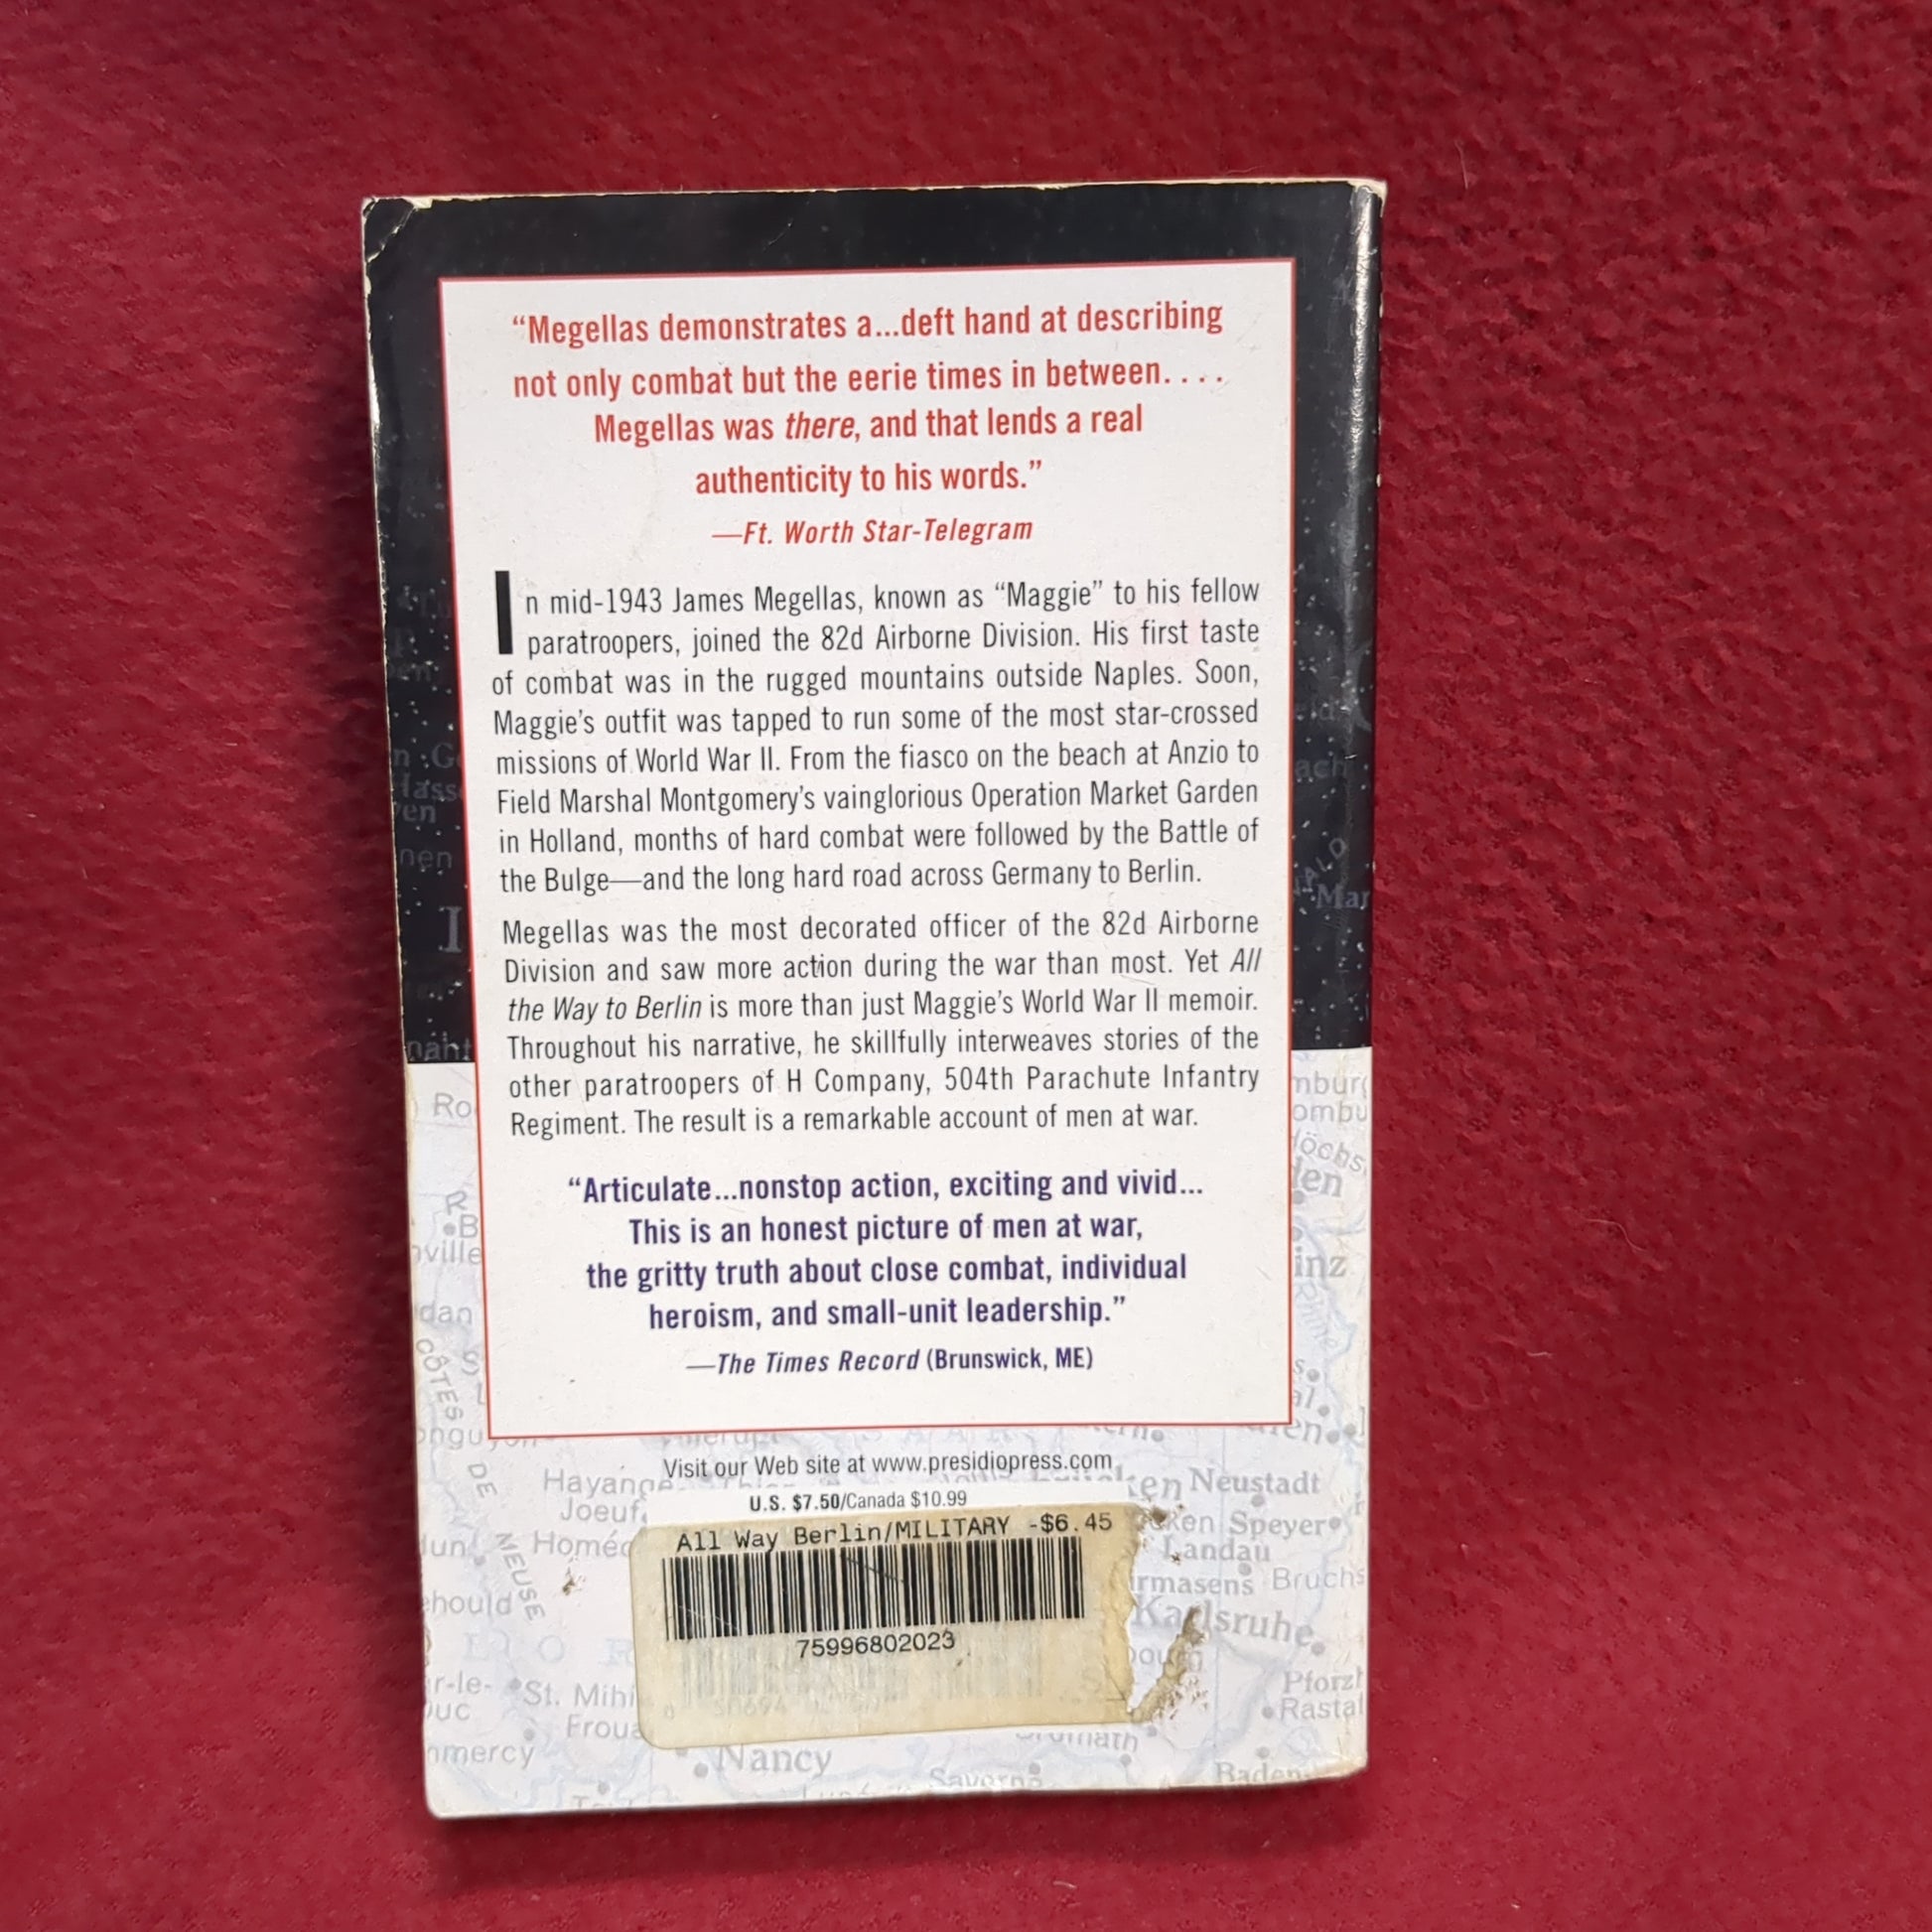 “Megellas demonstrates a...deft hand at describing
not only combat but the eerie times in between. . . .
Megellas was there, and that lends a real
authenticity to his words.”
—Ft. Worth Star-Telegram
In mid-1943 James Megellas, known as “Maggie” to his fellow
paratroopers, joined the 82d Airborne Division. His first taste
of combat was in the rugged mountains outside Naples. Soon,
Maggie’s outfit was tapped to run some of the most star-crossed
missions of World War II. From the fiasco on the beach at Anzio to
Field Marshal Montgomery’s vainglorious Operation Market Garden
in Holland, months of hard combat were followed by the Battle of
the Bulge—and the long hard road across Germany to Berlin.
Megellas was the most decorated officer of the 82d Airborne
Division and saw more action during the war than most. Yet All
the Way to Berlin is more than just Maggie’s World War II memoir.
Throughout his narrative, he skillfully interweaves stories of the
other paratroopers of H Company, 504th Parachute Infantry
Regiment. The result is a remarkable account of men at war.
“Articulate...nonstop action, exciting and vivid...
This is an honest picture of men at war,
the gritty truth about close combat, individual
heroism, and small-unit leadership.”
—The Times Record (Brunswick, ME)
Visit our Web site at www.presidiopress.com
U.S. $7.50/Canada $10.99
All Way Berlin/MILITARY -$6.45
75996802023
Neustadt
Speyer
Landau
Karlsruhe
CÔTES DE MEUSE
Nancy